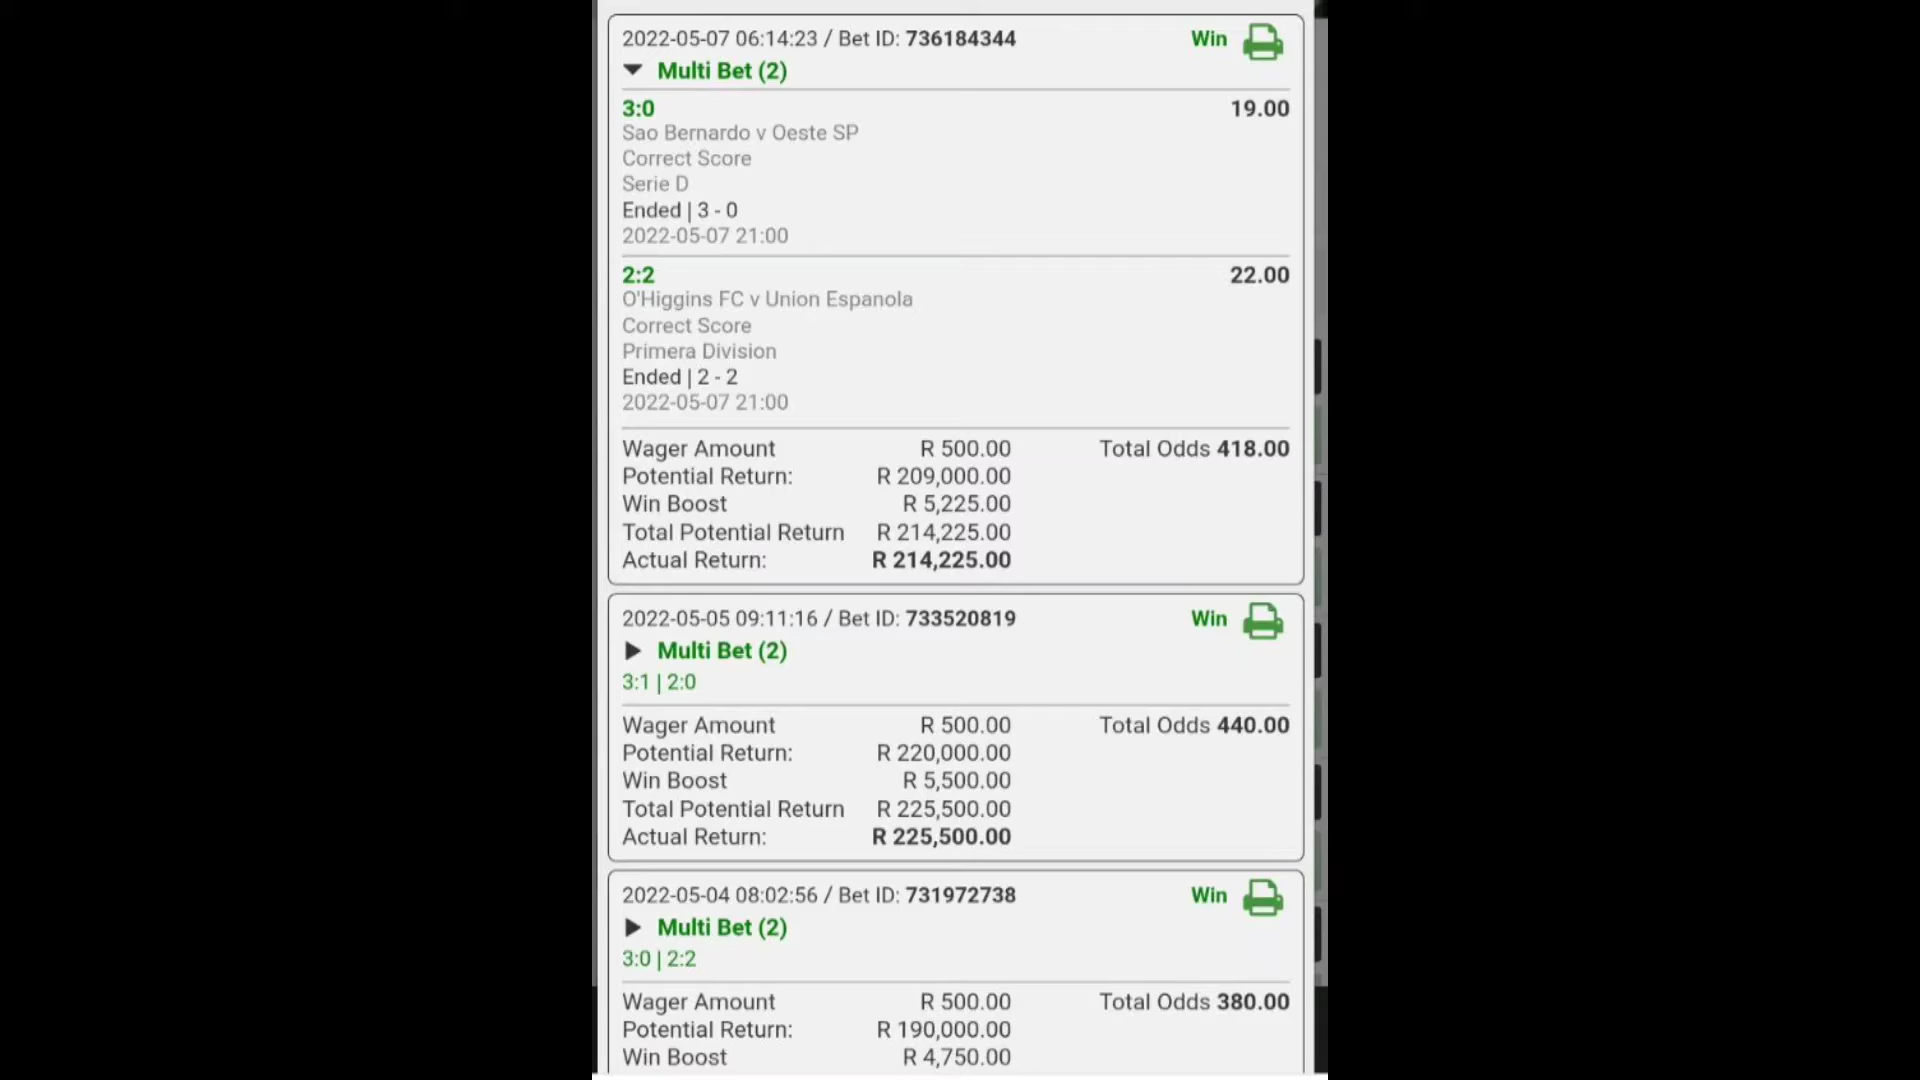 2022-05-07 06:14:23 / Bet ID: 736184344 Win
Multi Bet (2)
3:0 19.00
Sao Bernardo v Oeste SP
Correct Score
Serie D
Ended | 3 - 0
2022-05-07 21:00
2:2 22.00
O'Higgins FC v Union Espanola
Correct Score
Primera Division
Ended | 2 - 2
2022-05-07 21:00
Wager Amount R 500.00 Total Odds 418.00
Potential Return: R 209,000.00
Win Boost R 5,225.00
Total Potential Return R 214,225.00
Actual Return: R 214,225.00
2022-05-05 09:11:16 / Bet ID: 733520819 Win
Multi Bet (2)
3:1 | 2:0
Wager Amount R 500.00 Total Odds 440.00
Potential Return: R 220,000.00
Win Boost R 5,500.00
Total Potential Return R 225,500.00
Actual Return: R 225,500.00
2022-05-04 08:02:56 / Bet ID: 731972738 Win
Multi Bet (2)
3:0 | 2:2
Wager Amount R 500.00 Total Odds 380.00
Potential Return: R 190,000.00
Win Boost R 4,750.00